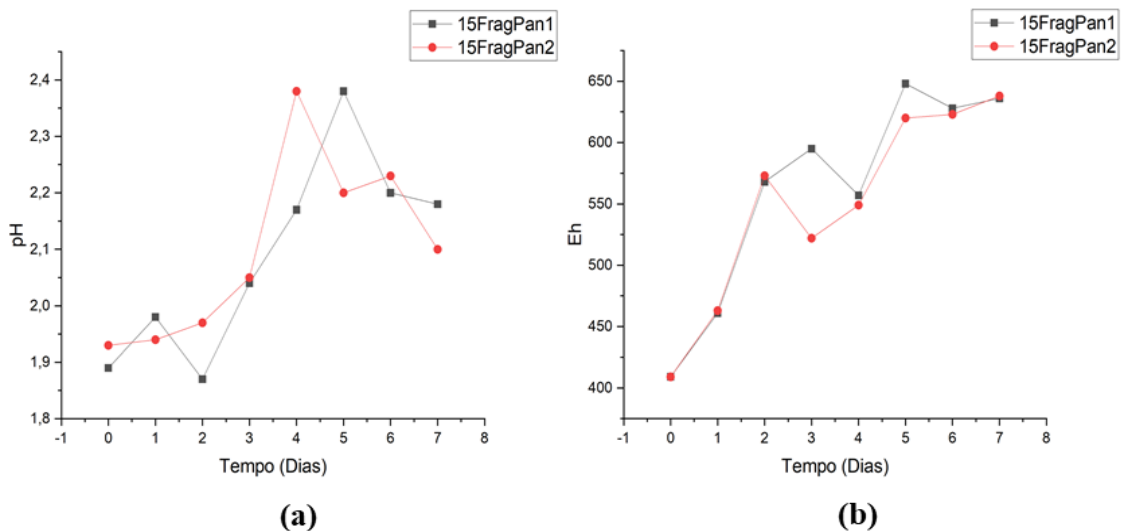 15FragPan1
15FragPan2
2,4
2,3
2,2
2,1
2,0
1,9
1,8
pH
-1 0 1 2 3 4 5 6 7 8
Tempo (Dias)
(a)
15FragPan1
15FragPan2
650
600
550
500
450
400
Eh
-1 0 1 2 3 4 5 6 7 8
Tempo (Dias)
(b)